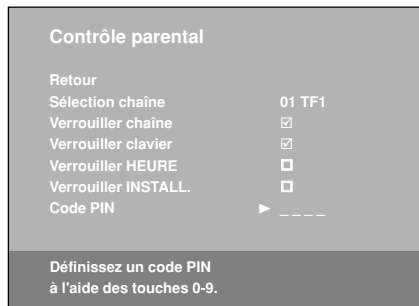 Contrôle parental
Retour
Sélection chaîne 01 TF1
Verrouiller chaîne ☑
Verrouiller clavier ☑
Verrouiller HEURE ☐
Verrouiller INSTALL. ☐
Code PIN ► _ _ _ _
Définissez un code PIN
à l'aide des touches 0-9.